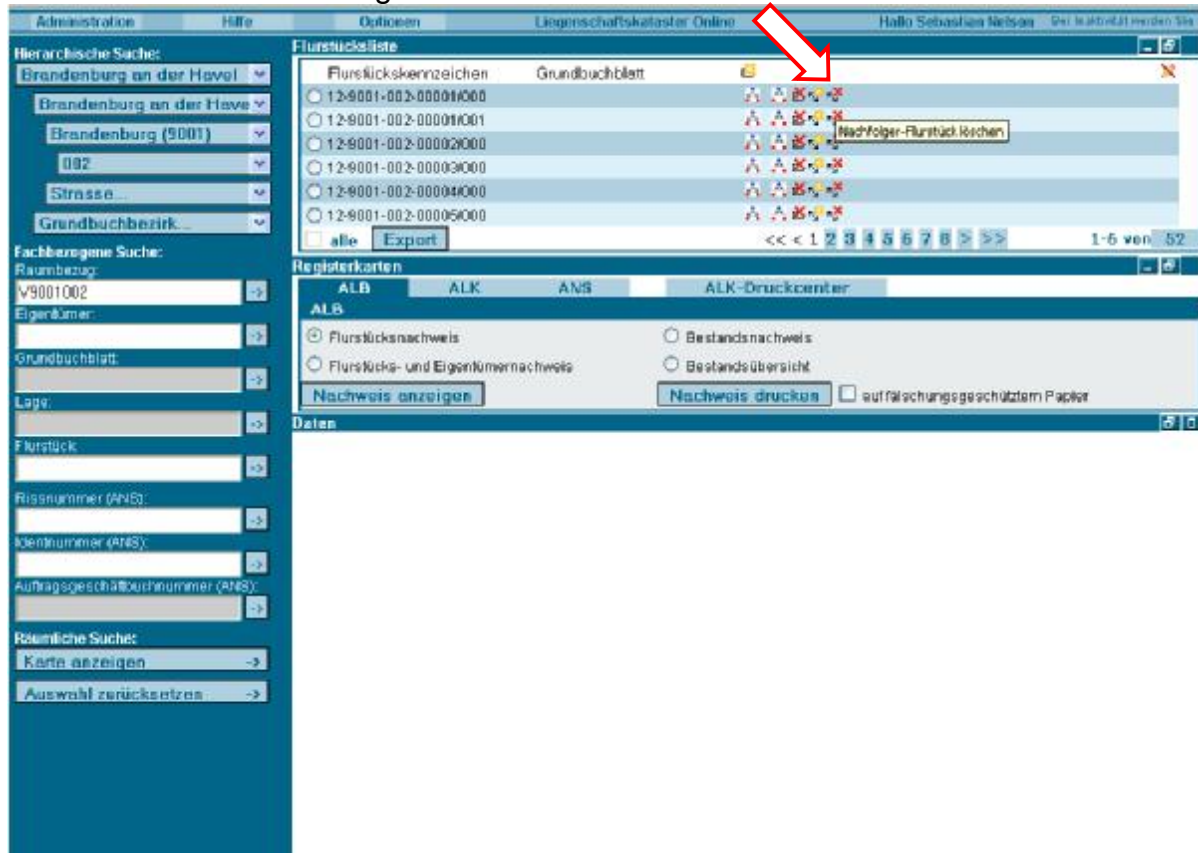 Administration Hilfe Optionen Liegenschaftskataster Online Hallo Sebastian Nelson Bei Inaktivität werden Sie
Hierarchische Suche:
Brandenburg an der Havel
Brandenburg an der Have
Brandenburg (9001)
002
Strasse...
Grundbuchbezirk...
Fachbezogene Suche:
Raumbezug:
V9001002 ->
Eigentümer:
->
Grundbuchblatt:
->
Lage:
->
Flurstück:
->
Rissnummer (ANS):
->
Identnummer (ANS):
->
Auftragsgeschäftbuchnummer (ANS):
->
Räumliche Suche:
Karte anzeigen ->
Auswahl zurücksetzen ->
Flurstücksliste
Flurstückskennzeichen Grundbuchblatt
12-9001-002-00001/000
12-9001-002-00001/001
Nachfolger-Flurstück löschen
12-9001-002-00002/000
12-9001-002-00003/000
12-9001-002-00004/000
12-9001-002-00005/000
alle Export << < 1 2 3 4 5 6 7 8 > >> 1-6 von 52
Registerkarten
ALB ALK ANS ALK-Druckcenter
ALB
Flurstücksnachweis Bestandsnachweis
Flurstücks- und Eigentümernachweis Bestandsübersicht
Nachweis anzeigen Nachweis drucken auf fälschungsgeschütztem Papier
Daten